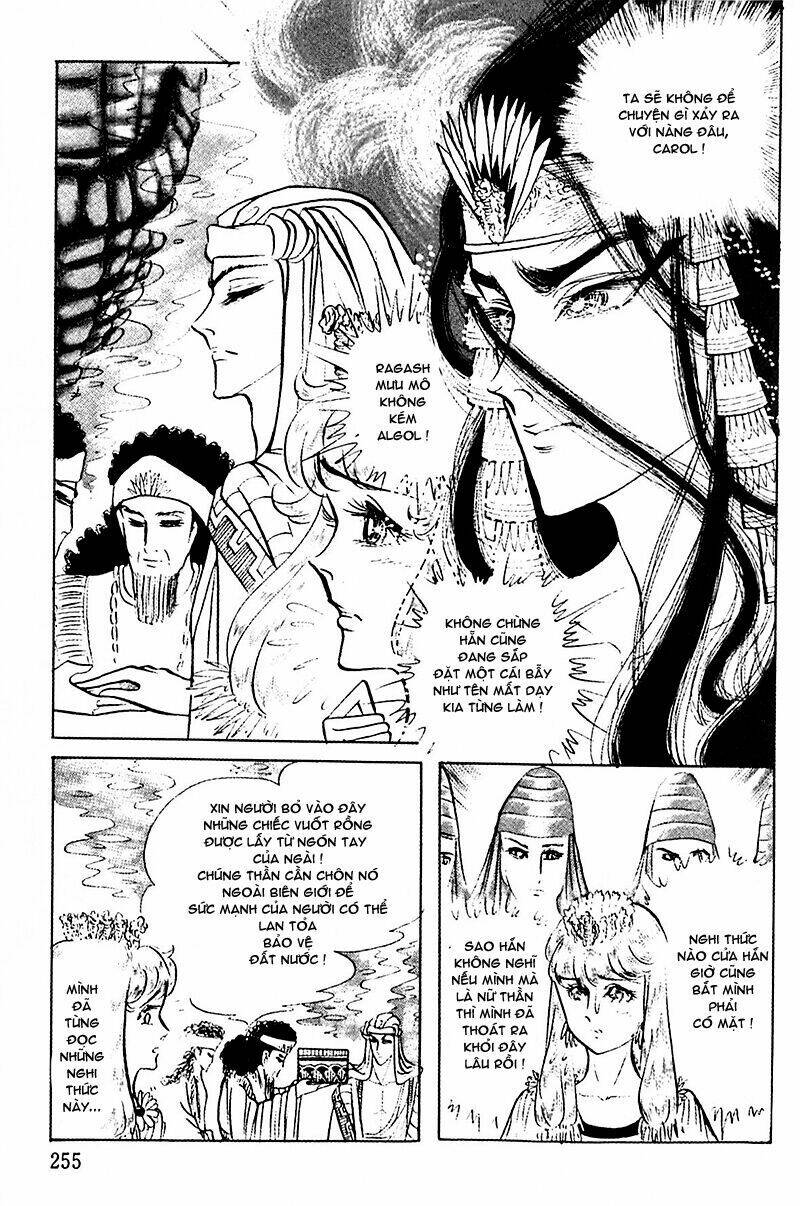 TA SẼ KHÔNG ĐỂ
CHUYỆN GÌ XẢY RA
VỚI NÀNG ĐÂU,
CAROL !
RAGASH
MƯU MÔ
KHÔNG
KÉM
ALGOL !
KHÔNG CHỪNG
HẮN CŨNG
ĐANG SẮP
ĐẶT MỘT CÁI BẪY
NHƯ TÊN MẤT DẠY
KIA TỪNG LÀM !
XIN NGƯỜI BỎ VÀO ĐÂY
NHỮNG CHIẾC VUỐT RỒNG
ĐƯỢC LẤY TỪ NGÓN TAY
CỦA NGÀI !
CHÚNG THẦN CẦN CHÔN NÓ
NGOÀI BIÊN GIỚI ĐỂ
SỨC MẠNH CỦA NGƯỜI CÓ THỂ
LAN TỎA
BẢO VỆ
ĐẤT NƯỚC !
MÌNH
ĐÃ
TỪNG
ĐỌC
NHỮNG
NGHI
THỨC
NÀY...
NGHI THỨC
NÀO CỬA HẮN
GIỜ CŨNG
BẮT MÌNH
PHẢI
CÓ MẶT !
SAO HẮN
KHÔNG NGHĨ
NẾU MÌNH MÀ
LÀ NỮ THẦN
THÌ MÌNH ĐÃ
THOÁT RA
KHỎI ĐÂY
LÂU RỒI !
255